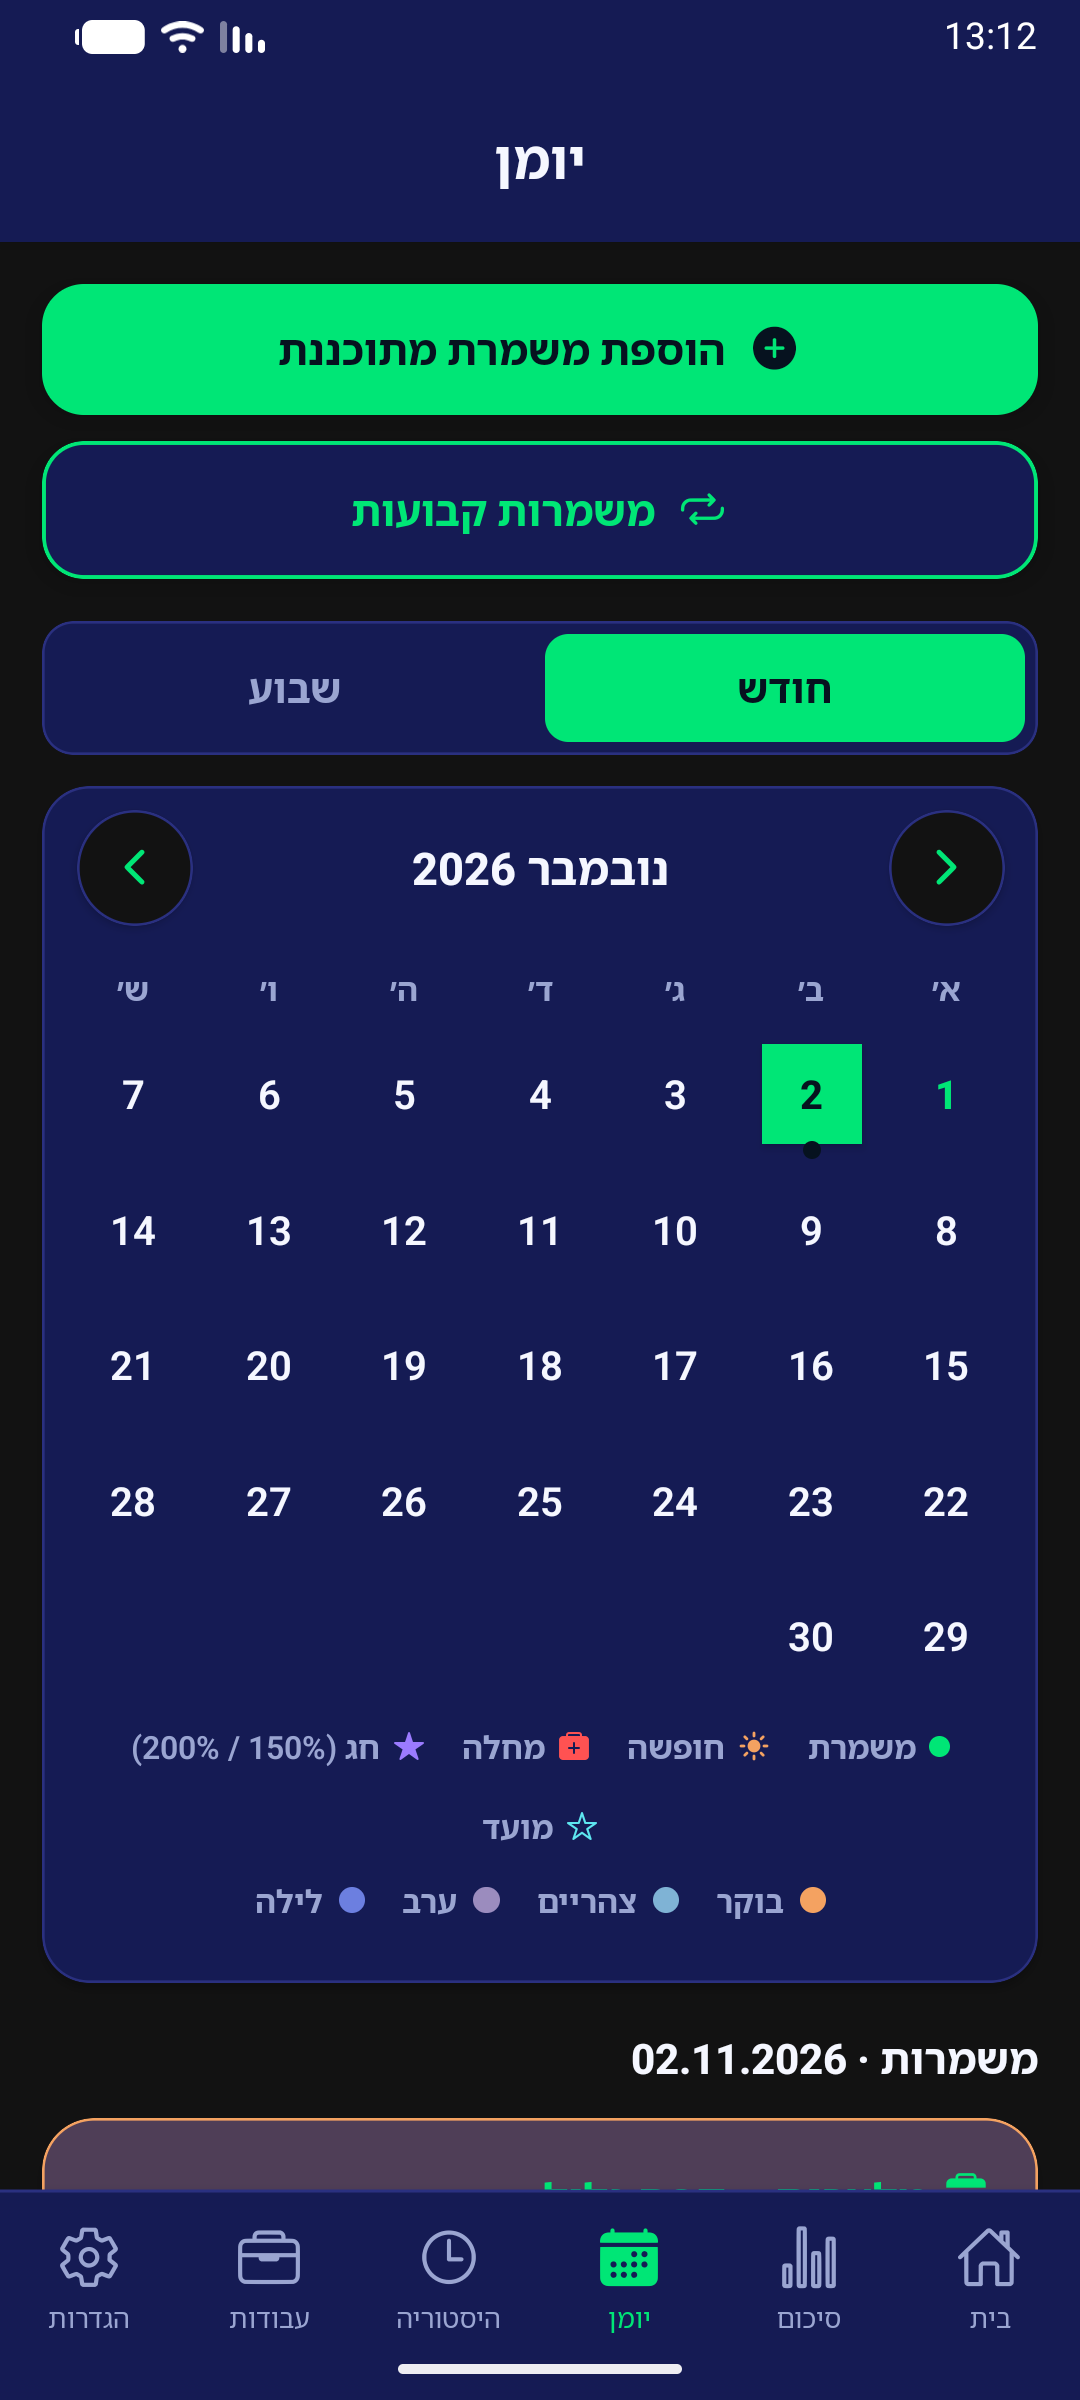 13:12
יומן
הוספת משמרת מתוכננת
משמרות קבועות
חודש שבוע
נובמבר 2026
א׳ ב׳ ג׳ ד׳ ה׳ ו׳ ש׳
1 2 3 4 5 6 7
8 9 10 11 12 13 14
15 16 17 18 19 20 21
22 23 24 25 26 27 28
29 30
משמרת חופשה מחלה חג (150% / 200%)
מועד
בוקר צהריים ערב לילה
משמרות · 02.11.2026
בית סיכום יומן היסטוריה עבודות הגדרות